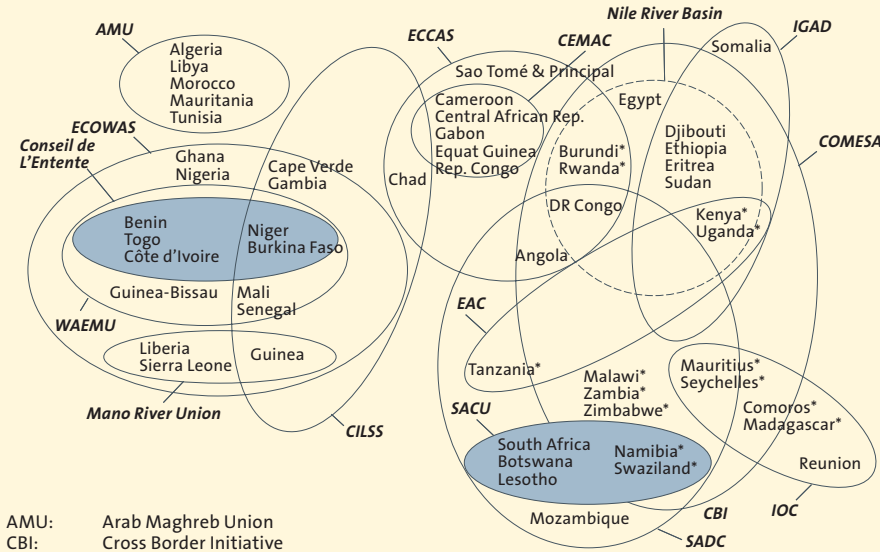 AMU
Algeria
Libya
Morocco
Mauritania
Tunisia
ECOWAS
Conseil de
L'Entente
Ghana
Nigeria
Cape Verde
Gambia
Benin
Togo
Côte d'Ivoire
Niger
Burkina Faso
Guinea-Bissau
Mali
Senegal
WAEMU
Liberia
Sierra Leone
Guinea
Mano River Union
CILSS
ECCAS
CEMAC
Sao Tomé & Principal
Cameroon
Central African Rep.
Gabon
Equat Guinea
Rep. Congo
Chad
Burundi*
Rwanda*
DR Congo
Angola
Nile River Basin
Egypt
IGAD
Somalia
Djibouti
Ethiopia
Eritrea
Sudan
COMESA
Kenya*
Uganda*
EAC
Tanzania*
Malawi*
Zambia*
Zimbabwe*
Mauritius*
Seychelles*
Comoros*
Madagascar*
Reunion
IOC
SACU
South Africa
Botswana
Lesotho
Namibia*
Swaziland*
Mozambique
CBI
SADC
AMU: Arab Maghreb Union
CBI: Cross Border Initiative